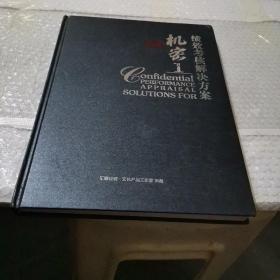 机密1
绩效考核解决方案
Confidential
PERFORMANCE
APPRAISAL
SOLUTIONS FOR